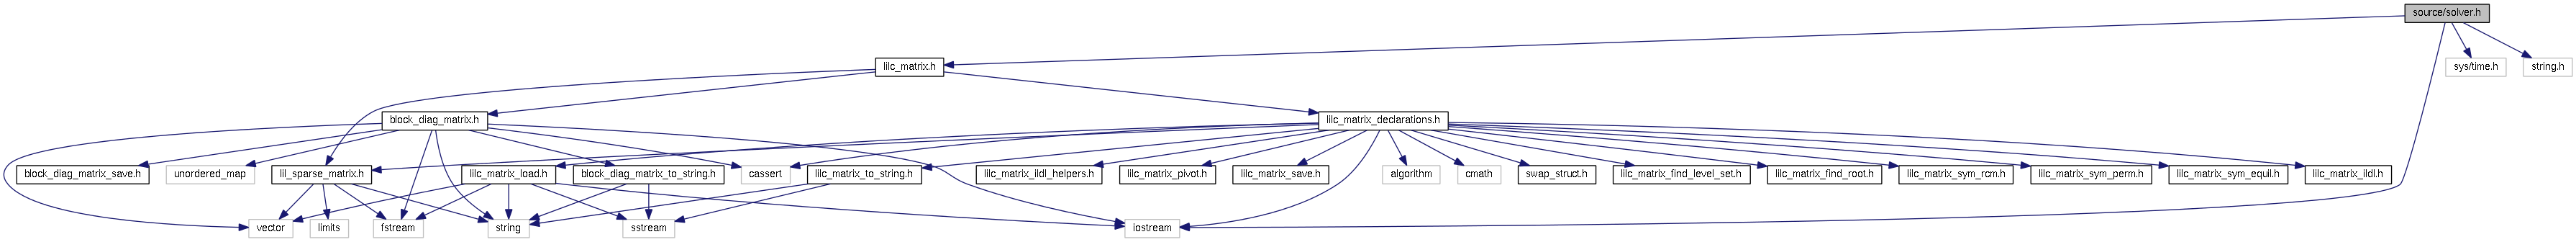 source/solver.h
lilc_matrix.h
sys/time.h
string.h
block_diag_matrix.h
lilc_matrix_declarations.h
block_diag_matrix_save.h
unordered_map
lil_sparse_matrix.h
lilc_matrix_load.h
block_diag_matrix_to_string.h
cassert
lilc_matrix_to_string.h
lilc_matrix_ildl_helpers.h
lilc_matrix_pivot.h
lilc_matrix_save.h
algorithm
cmath
swap_struct.h
lilc_matrix_find_level_set.h
lilc_matrix_find_root.h
lilc_matrix_sym_rcm.h
lilc_matrix_sym_perm.h
lilc_matrix_sym_equil.h
lilc_matrix_ildl.h
vector
limits
fstream
string
sstream
iostream